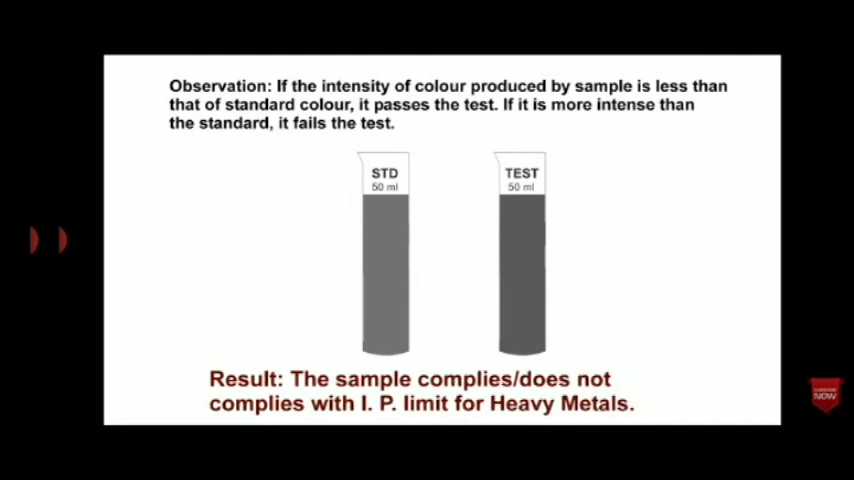 Observation: If the intensity of colour produced by sample is less than
that of standard colour, it passes the test. If it is more intense than
the standard, it fails the test.
STD
50 ml
TEST
50 ml
Result: The sample complies/does not
complies with I. P. limit for Heavy Metals.
SUBSCRIBE
NOW